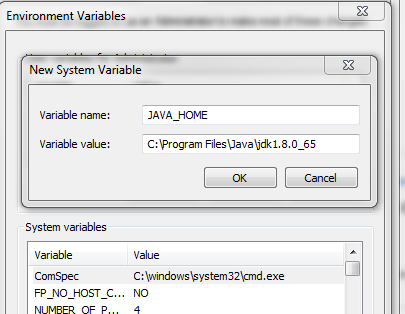 Environment Variables
New System Variable
Variable name: JAVA_HOME
Variable value: C:\Program Files\Java\jdk1.8.0_65
OK Cancel
System variables
Variable Value
ComSpec C:\windows\system32\cmd.exe
FP_NO_HOST_C... NO
NUMBER_OF_P... 4